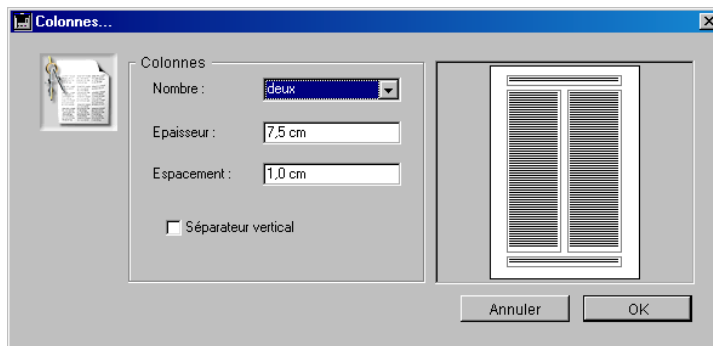 Colonnes...
Colonnes
Nombre : deux
Epaisseur : 7,5 cm
Espacement : 1,0 cm
Séparateur vertical
Annuler OK